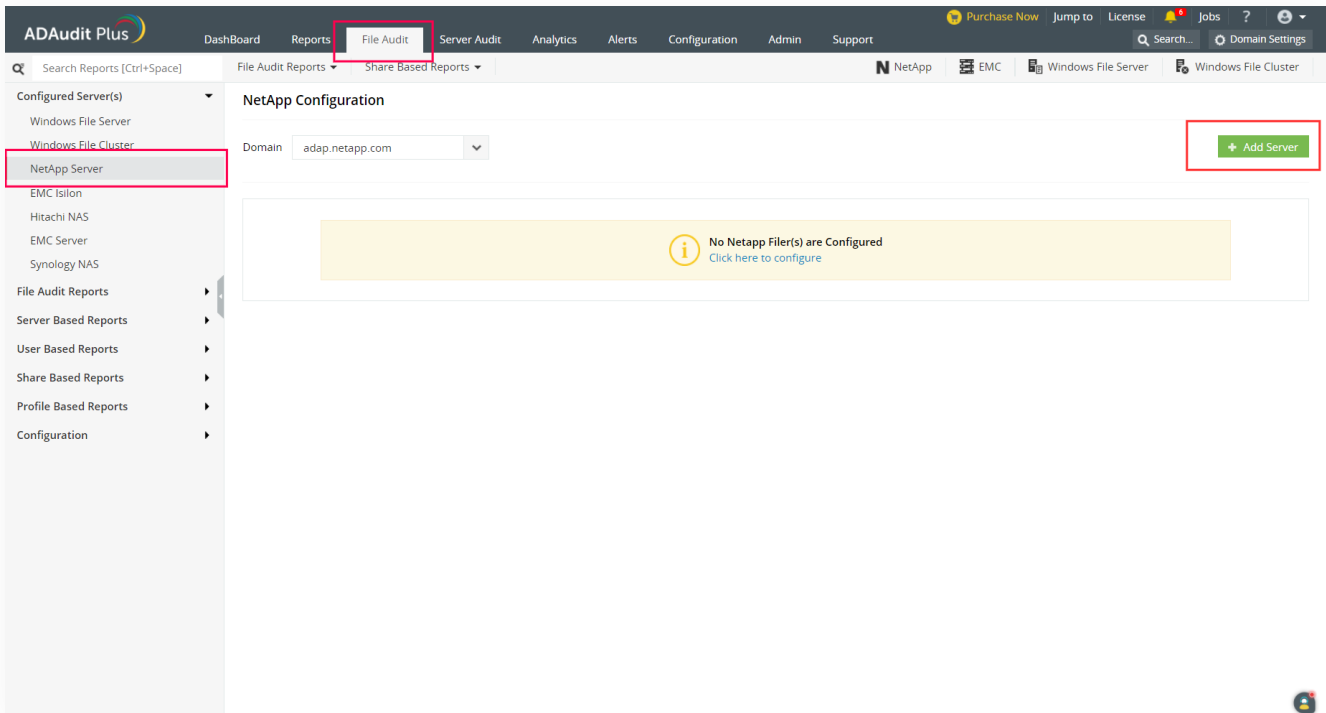 ADAudit Plus
Purchase Now Jump to License 6 Jobs ?
DashBoard Reports File Audit Server Audit Analytics Alerts Configuration Admin Support
Search... Domain Settings
Search Reports [Ctrl+Space]
File Audit Reports Share Based Reports
N NetApp EMC Windows File Server Windows File Cluster
Configured Server(s)
Windows File Server
Windows File Cluster
NetApp Server
EMC Isilon
Hitachi NAS
EMC Server
Synology NAS
File Audit Reports
Server Based Reports
User Based Reports
Share Based Reports
Profile Based Reports
Configuration
NetApp Configuration
Domain adap.netapp.com
+ Add Server
i
No Netapp Filer(s) are Configured
Click here to configure